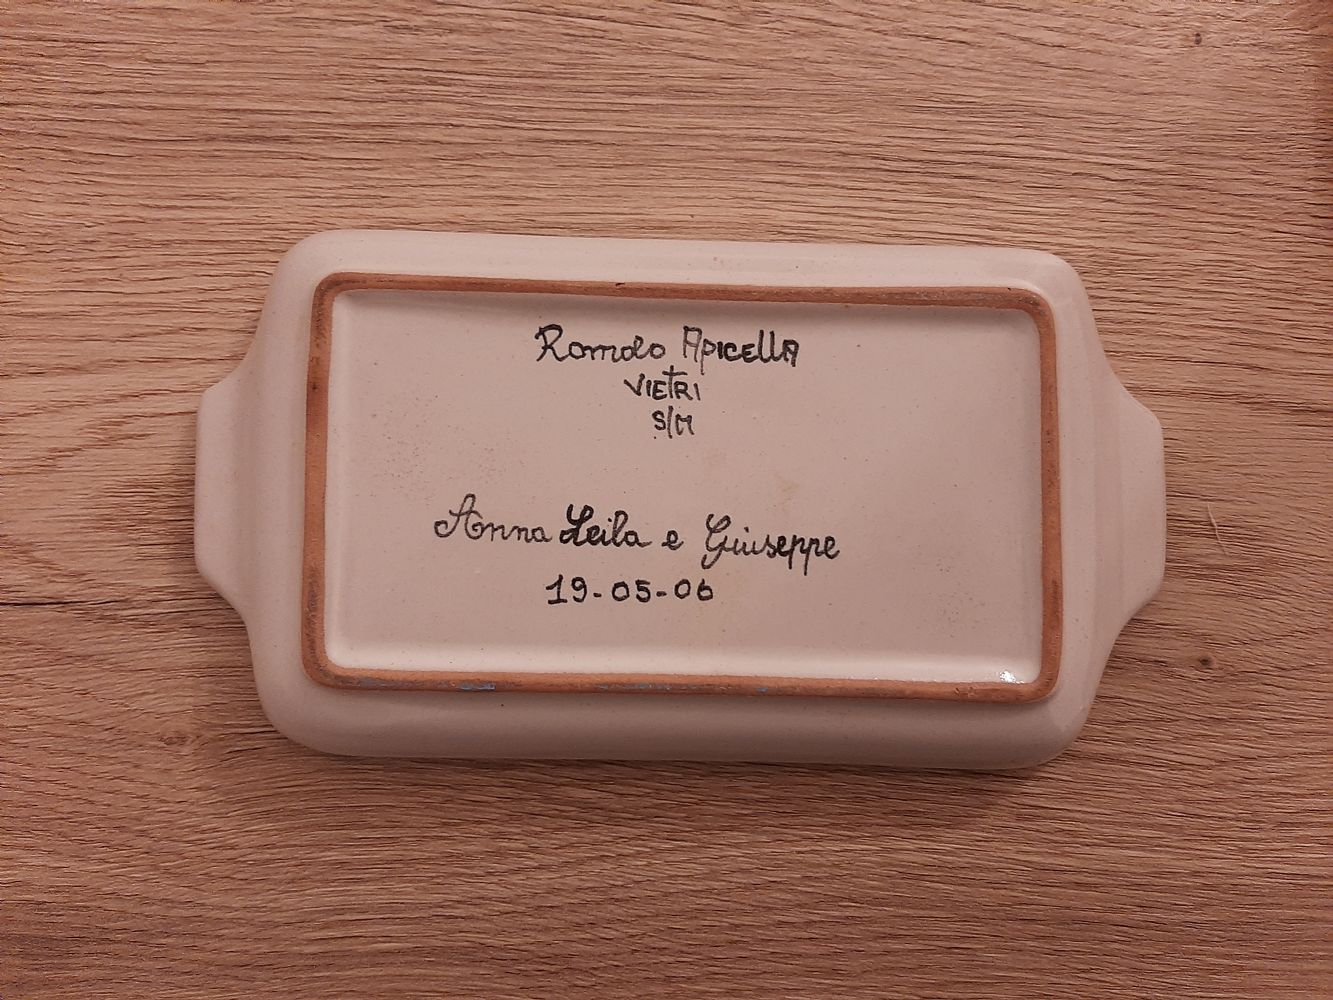 Romolo Apicella
VIETRI
S/M
Anna Leila e Giuseppe
19-05-06